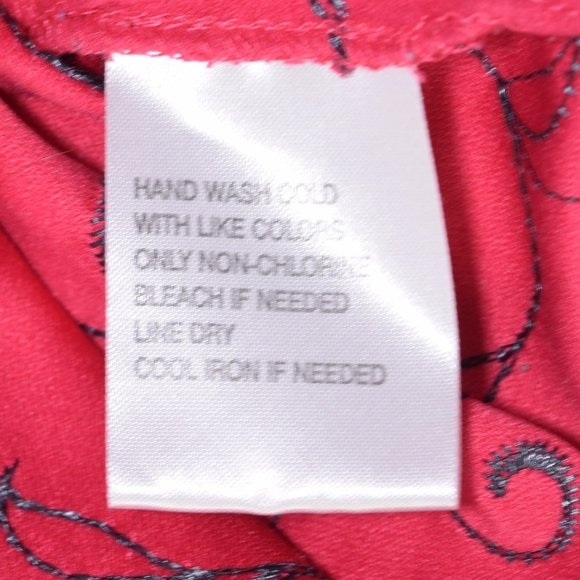 HAND WASH COLD
WITH LIKE COLORS
ONLY NON-CHLORINE
BLEACH IF NEEDED
LINE DRY
COOL IRON IF NEEDED